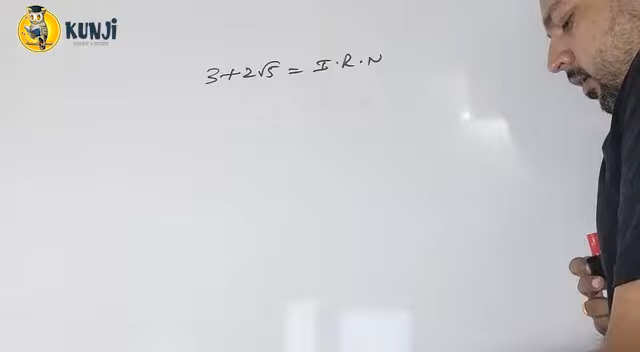 KUNJi
3+2√5 = I.R.N